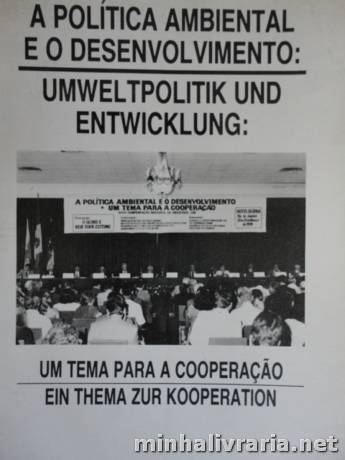 A POLÍTICA AMBIENTAL
E O DESENVOLVIMENTO:
UMWELTPOLITIK UND
ENTWICKLUNG:
A POLÍTICA AMBIENTAL E O DESENVOLVIMENTO
UM TEMA PARA A COOPERAÇÃO
O GLOBO E
UM TEMA PARA A COOPERAÇÃO
EIN THEMA ZUR KOOPERATION
minhalivraria.net